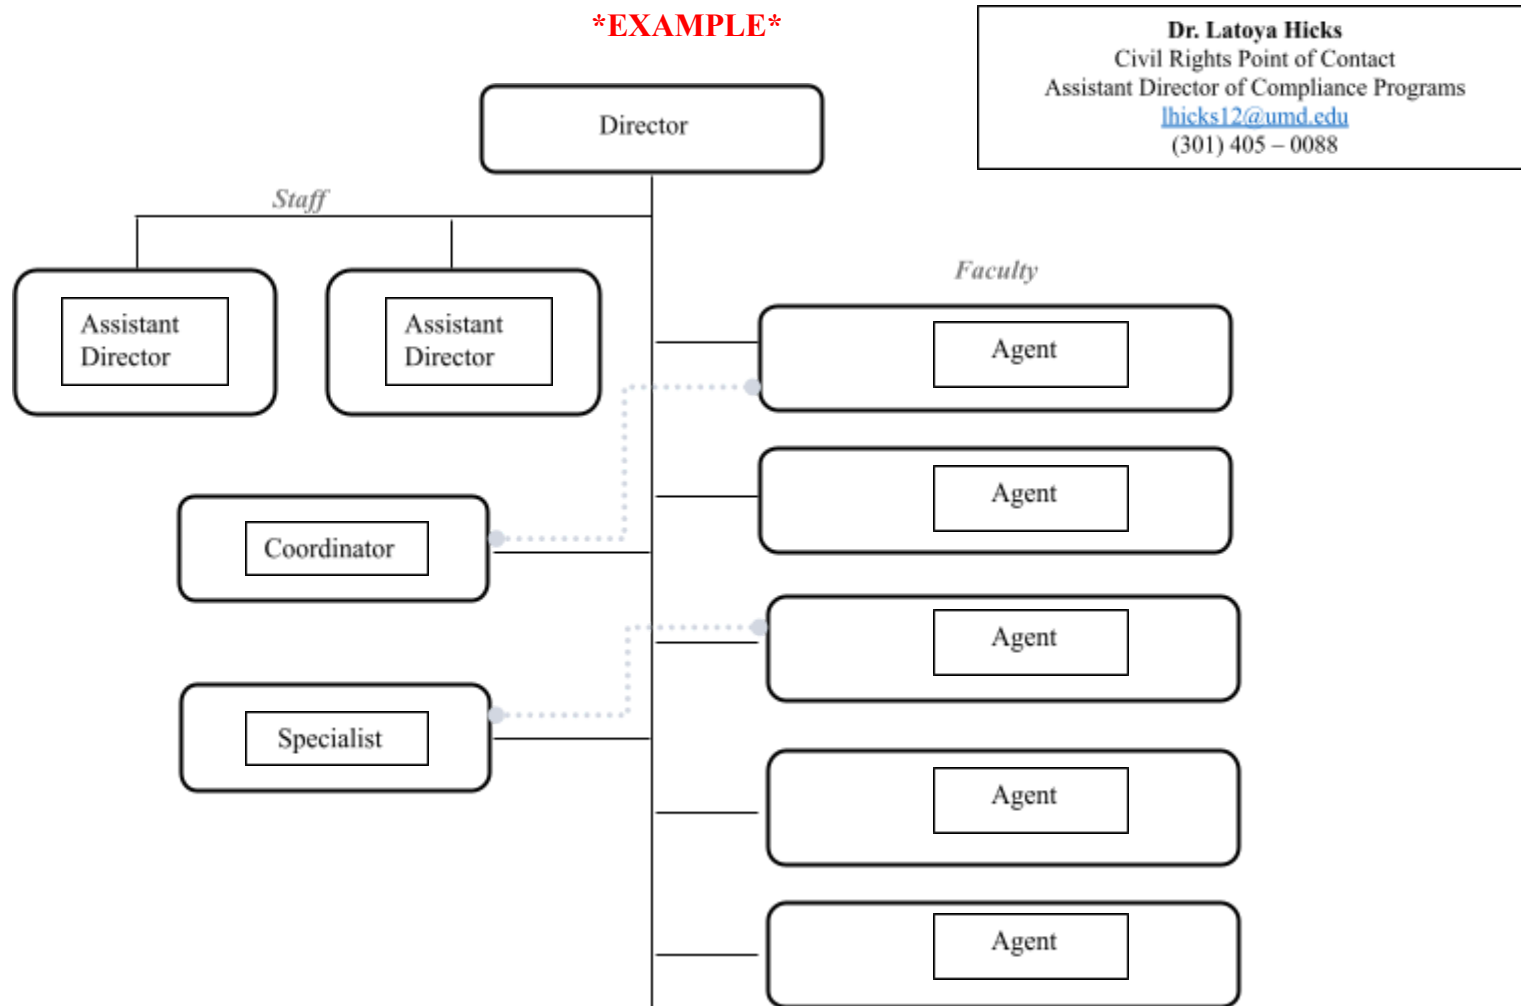 *EXAMPLE*
Dr. Latoya Hicks
Civil Rights Point of Contact
Assistant Director of Compliance Programs
lhicks12@umd.edu
(301) 405 – 0088
Director
Staff
Faculty
Assistant
Director
Assistant
Director
Agent
Agent
Coordinator
Agent
Specialist
Agent
Agent